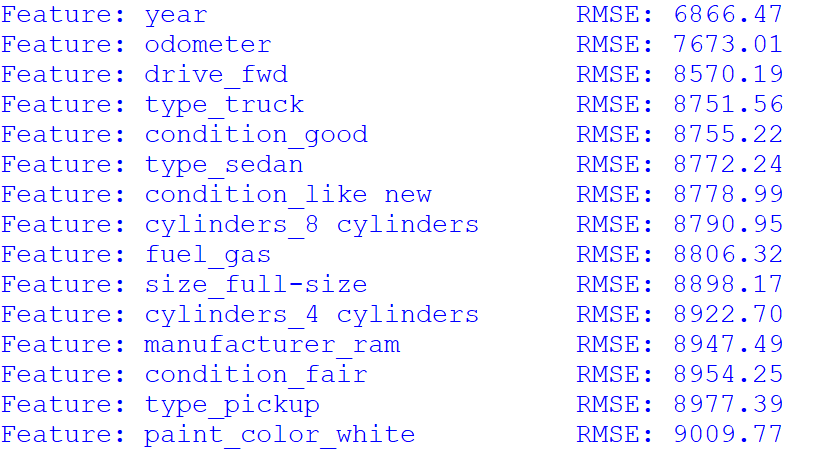 Feature: year RMSE: 6866.47
Feature: odometer RMSE: 7673.01
Feature: drive_fwd RMSE: 8570.19
Feature: type_truck RMSE: 8751.56
Feature: condition_good RMSE: 8755.22
Feature: type_sedan RMSE: 8772.24
Feature: condition_like new RMSE: 8778.99
Feature: cylinders_8 cylinders RMSE: 8790.95
Feature: fuel_gas RMSE: 8806.32
Feature: size_full-size RMSE: 8898.17
Feature: cylinders_4 cylinders RMSE: 8922.70
Feature: manufacturer_ram RMSE: 8947.49
Feature: condition_fair RMSE: 8954.25
Feature: type_pickup RMSE: 8977.39
Feature: paint_color_white RMSE: 9009.77